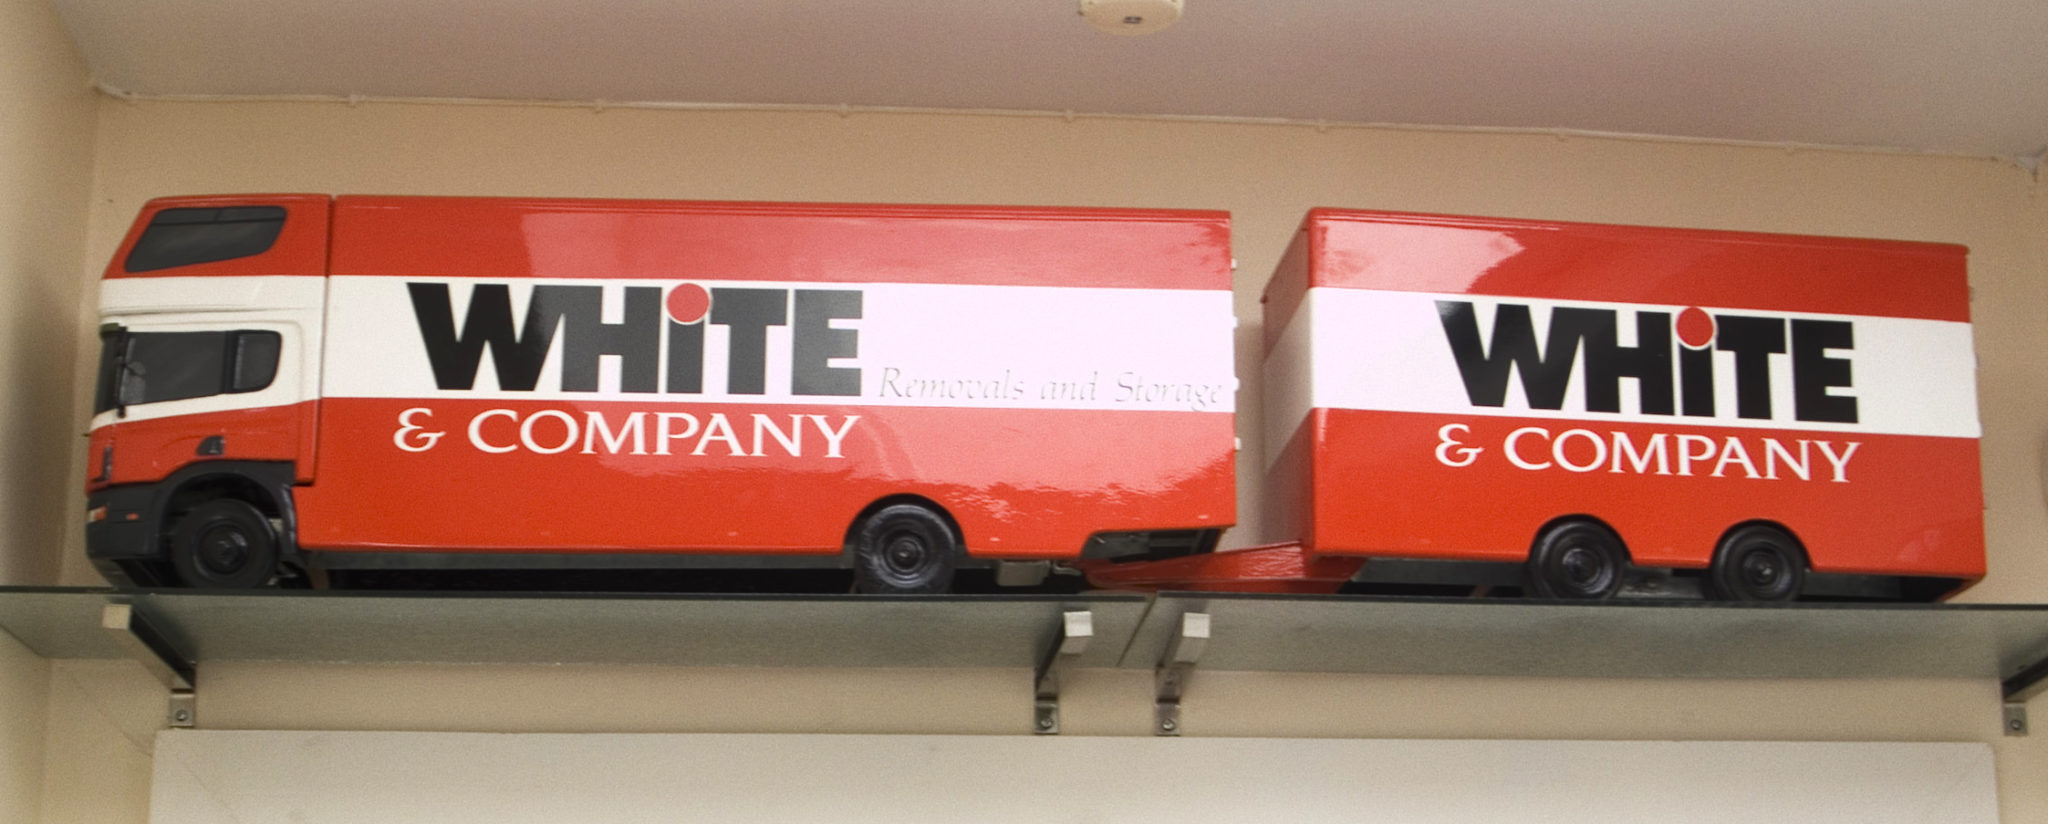 WHiTE
Removals and Storage
& COMPANY
WHiTE
& COMPANY